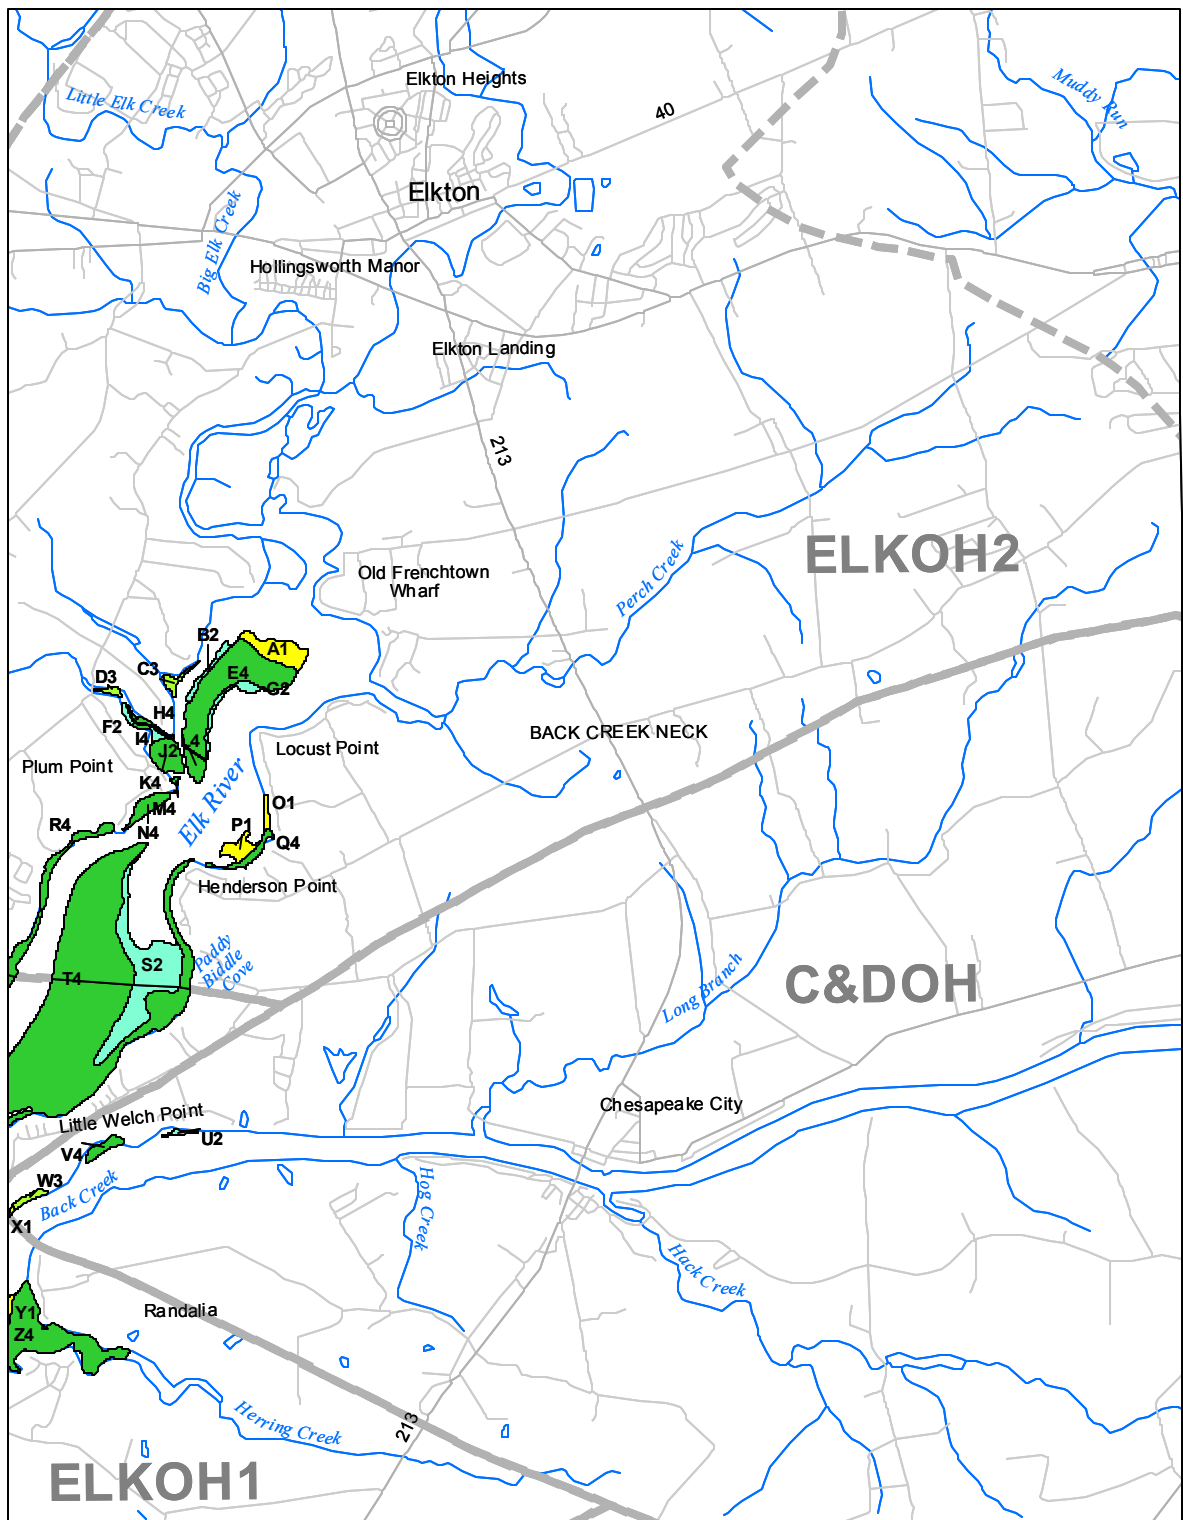 Elkton Heights
Little Elk Creek
Muddy Run
40
Elkton
Big Elk Creek
Hollingsworth Manor
Elkton Landing
213
ELKOH2
Old Frenchtown
Wharf
Perch Creek
B2
A1
C3
E4
D3
G2
H4
F2
I4
4
J2
BACK CREEK NECK
Locust Point
Plum Point
K4
Elk River
M4
O1
P1
R4
N4
Q4
Henderson Point
Paddy
Biddle
Cove
S2
T4
Long Branch
C&DOH
Chesapeake City
Little Welch Point
U2
V4
W3
Back Creek
Hog Creek
X1
Hack Creek
Y1
Randalia
Z4
Herring Creek
213
ELKOH1